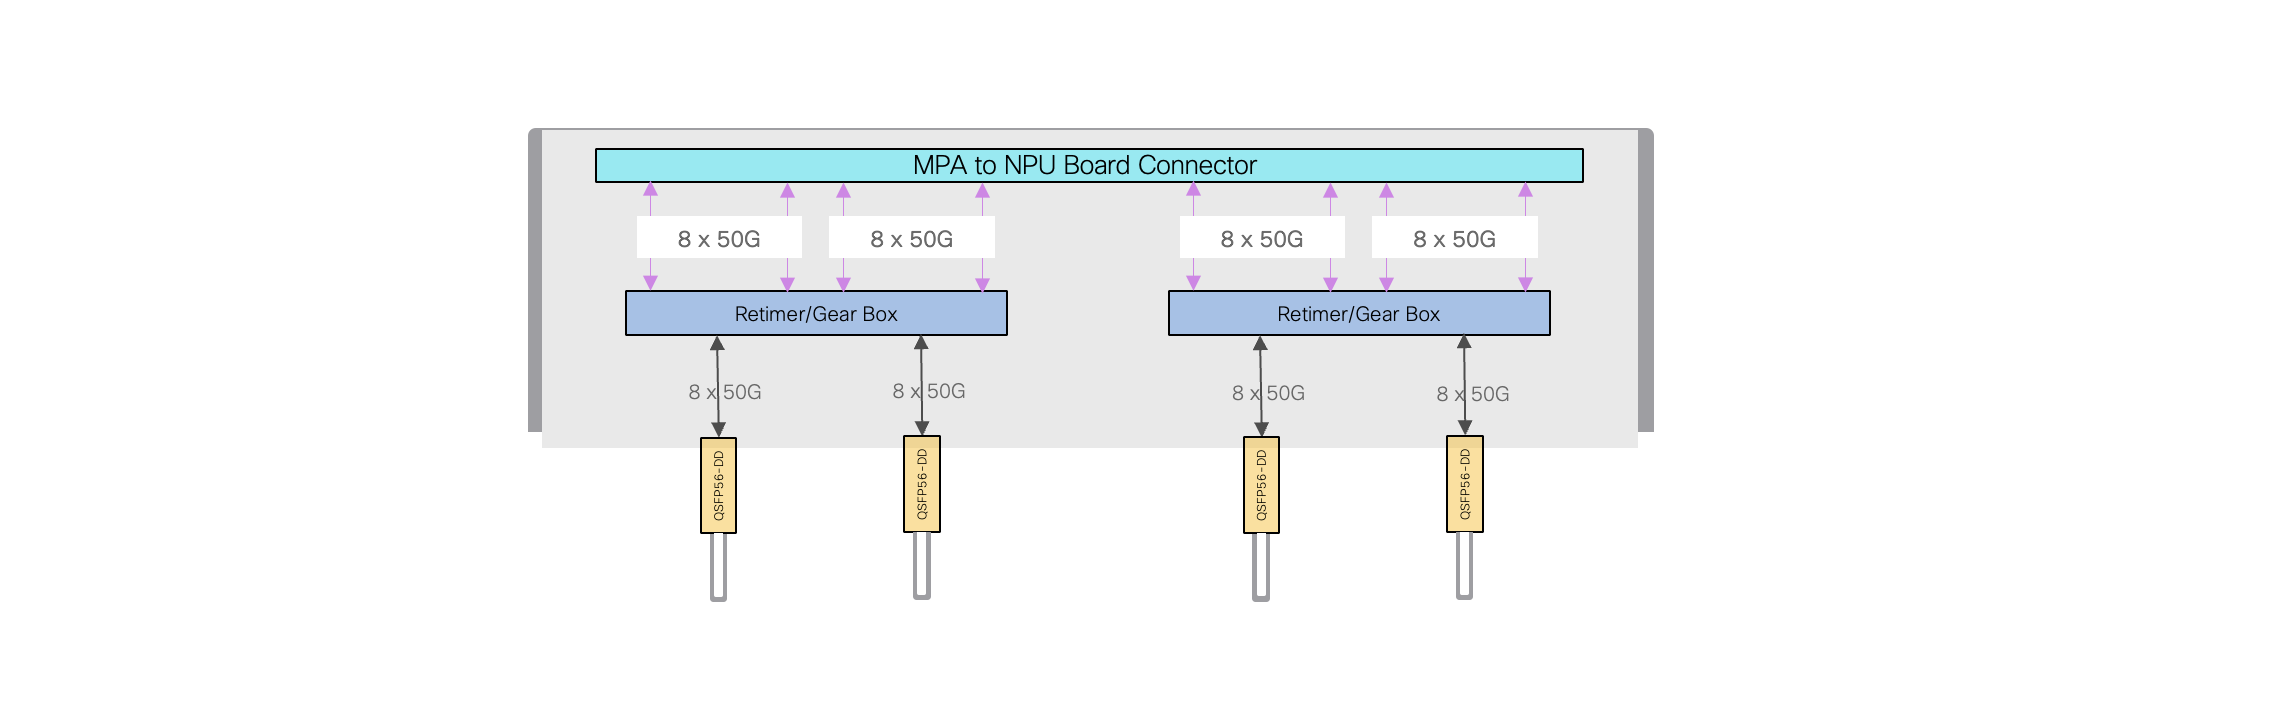 MPA to NPU Board Connector
8 x 50G
8 x 50G
8 x 50G
8 x 50G
Retimer/Gear Box
Retimer/Gear Box
8 x 50G
8 x 50G
8 x 50G
8 x 50G
QSFP56-DD
QSFP56-DD
QSFP56-DD
QSFP56-DD